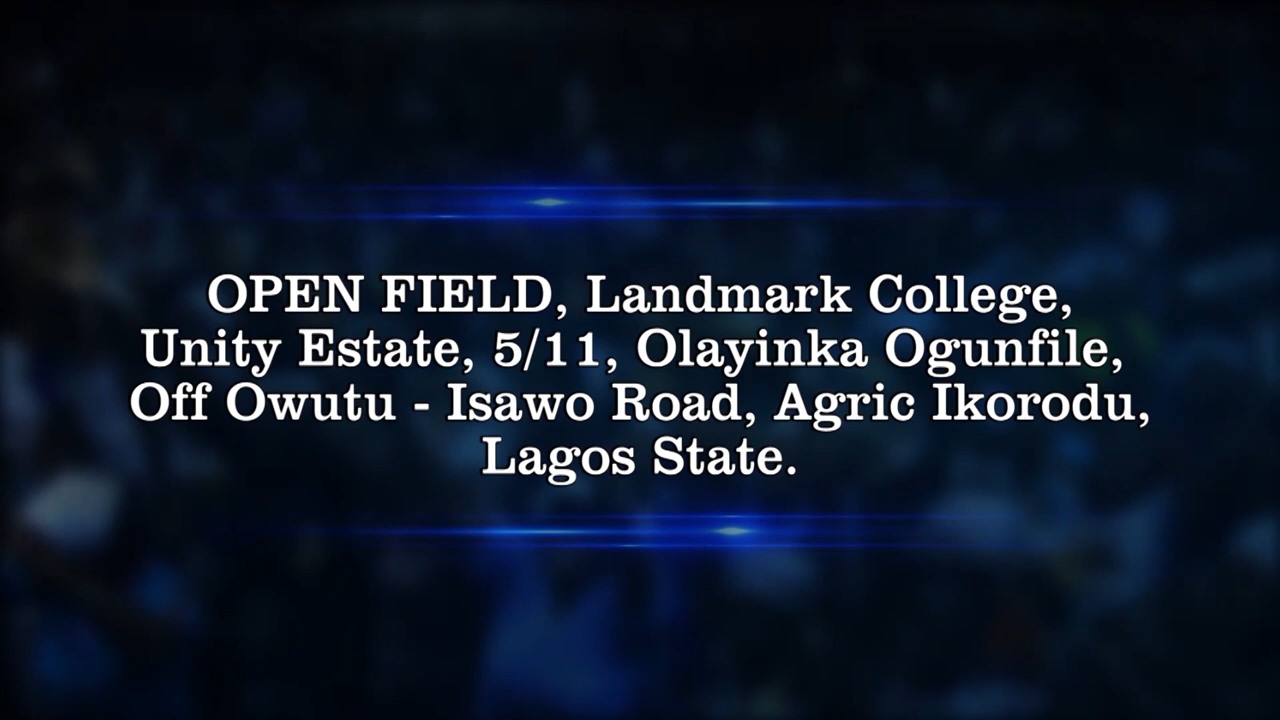 OPEN FIELD, Landmark College,
Unity Estate, 5/11, Olayinka Ogunfile,
Off Owutu - Isawo Road, Agric Ikorodu,
Lagos State.